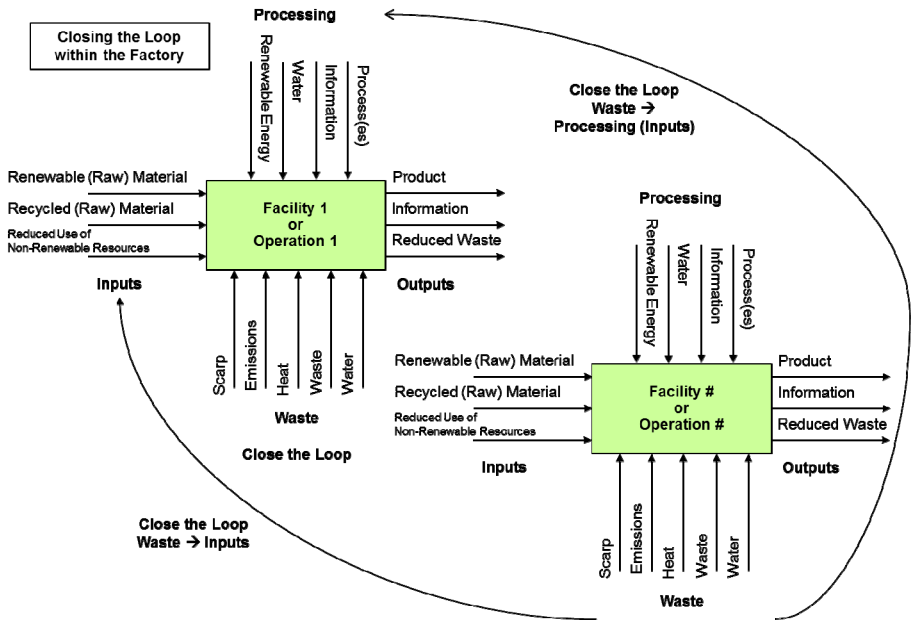 Closing the Loop
within the Factory
Processing
Renewable Energy
Water
Information
Process(es)
Renewable (Raw) Material
Recycled (Raw) Material
Reduced Use of
Non-Renewable Resources
Inputs
Facility 1
or
Operation 1
Product
Information
Reduced Waste
Outputs
Scarp
Emissions
Heat
Waste
Water
Waste
Close the Loop
Close the Loop
Waste → Inputs
Close the Loop
Waste →
Processing (Inputs)
Processing
Renewable Energy
Water
Information
Process(es)
Renewable (Raw) Material
Recycled (Raw) Material
Reduced Use of
Non-Renewable Resources
Inputs
Facility #
or
Operation #
Product
Information
Reduced Waste
Outputs
Scarp
Emissions
Heat
Waste
Water
Waste